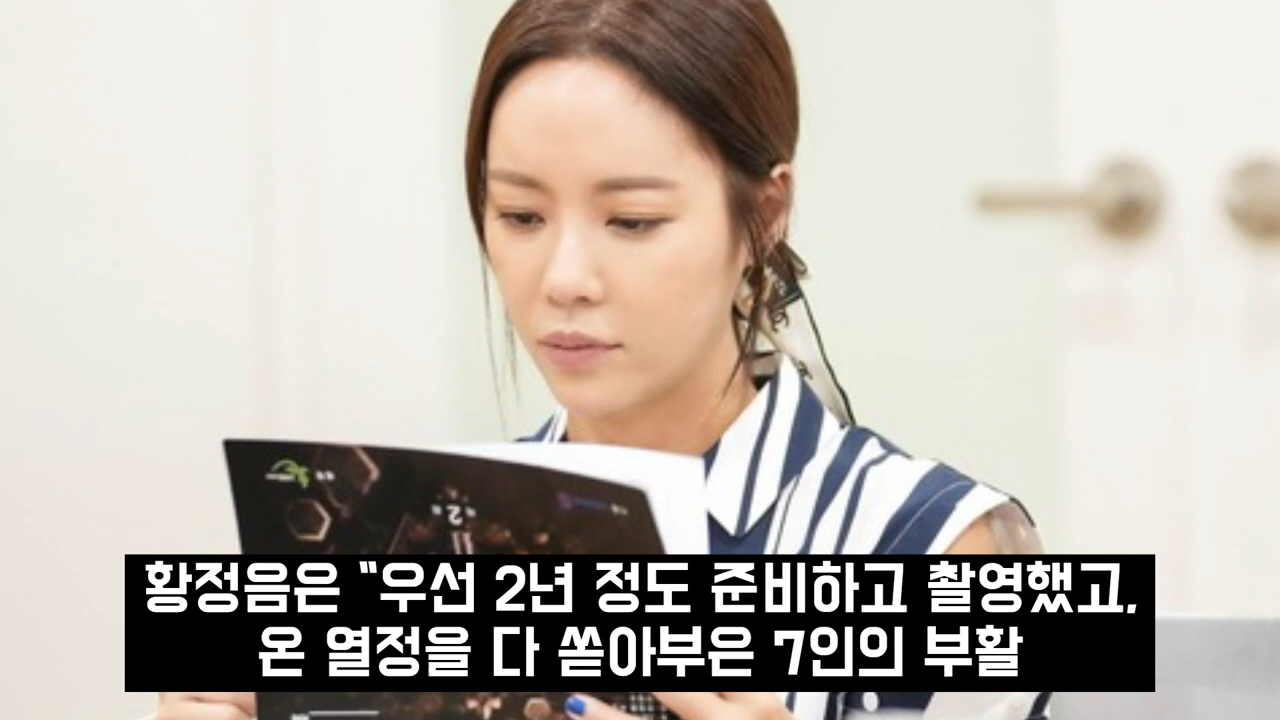 황정음은 "우선 2년 정도 준비하고 촬영했고,
온 열정을 다 쏟아부은 7인의 부활